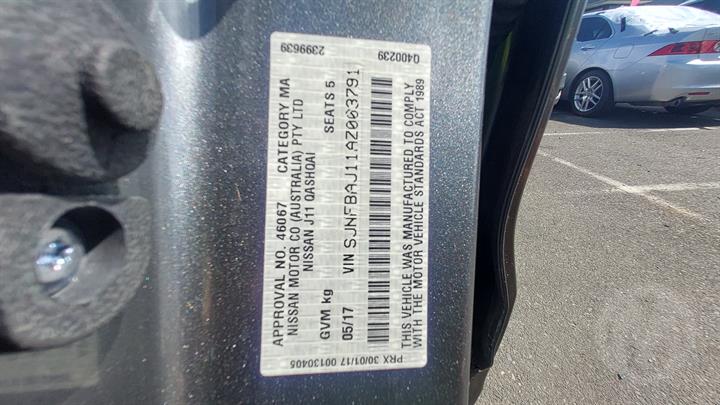 2399639 Q400239
APPROVAL NO. 46067 CATEGORY MA
NISSAN MOTOR CO (AUSTRALIA) PTY LTD
NISSAN J11 QASHQAI
GVM kg SEATS 5
05/17 VIN SJNFBAJ11AZ003791
THIS VEHICLE WAS MANUFACTURED TO COMPLY
WITH THE MOTOR VEHICLE STANDARDS ACT 1989
PRX 30/01/17 00130405